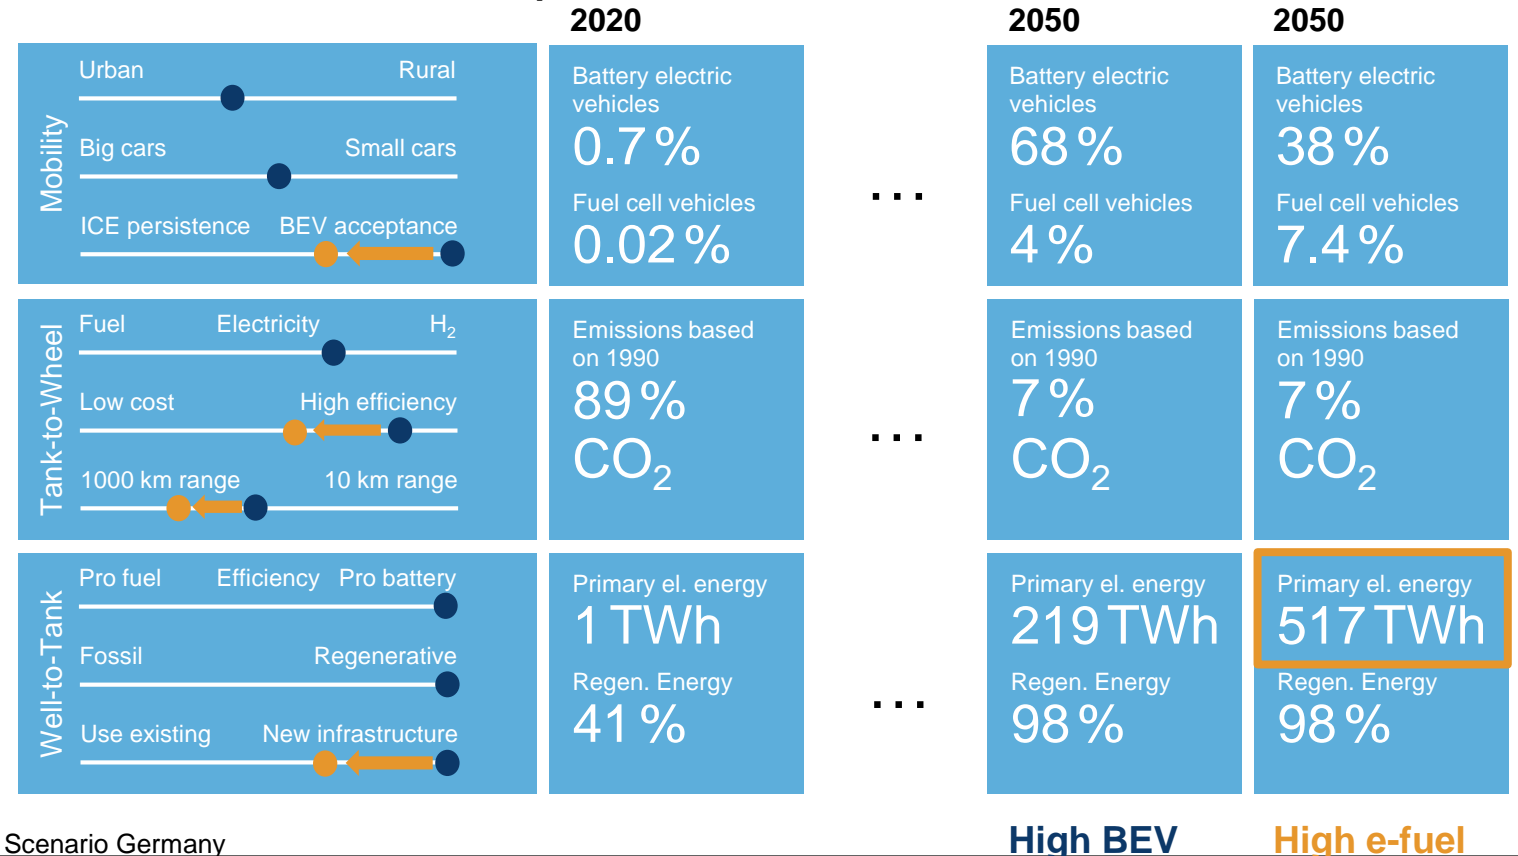 2020
2050
2050
Mobility
Urban Rural
Big cars Small cars
ICE persistence BEV acceptance
Battery electric
vehicles
0.7 %
Fuel cell vehicles
0.02 %
...
Battery electric
vehicles
68 %
Fuel cell vehicles
4 %
Battery electric
vehicles
38 %
Fuel cell vehicles
7.4 %
Tank-to-Wheel
Fuel Electricity H₂
Low cost High efficiency
1000 km range 10 km range
Emissions based
on 1990
89 %
CO₂
...
Emissions based
on 1990
7 %
CO₂
Emissions based
on 1990
7 %
CO₂
Well-to-Tank
Pro fuel Efficiency Pro battery
Fossil Regenerative
Use existing New infrastructure
Primary el. energy
1 TWh
Regen. Energy
41 %
...
Primary el. energy
219 TWh
Regen. Energy
98 %
Primary el. energy
517 TWh
Regen. Energy
98 %
Scenario Germany
High BEV
High e-fuel